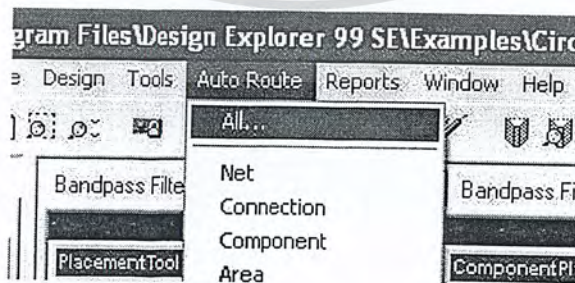 gram Files\Design Explorer 99 SE\Examples\Circ
e Design Tools Auto Route Reports Window Help
All...
Net
Connection
Component
Area
Bandpass Filte
Bandpass Fi
PlacementTool
ComponentPl